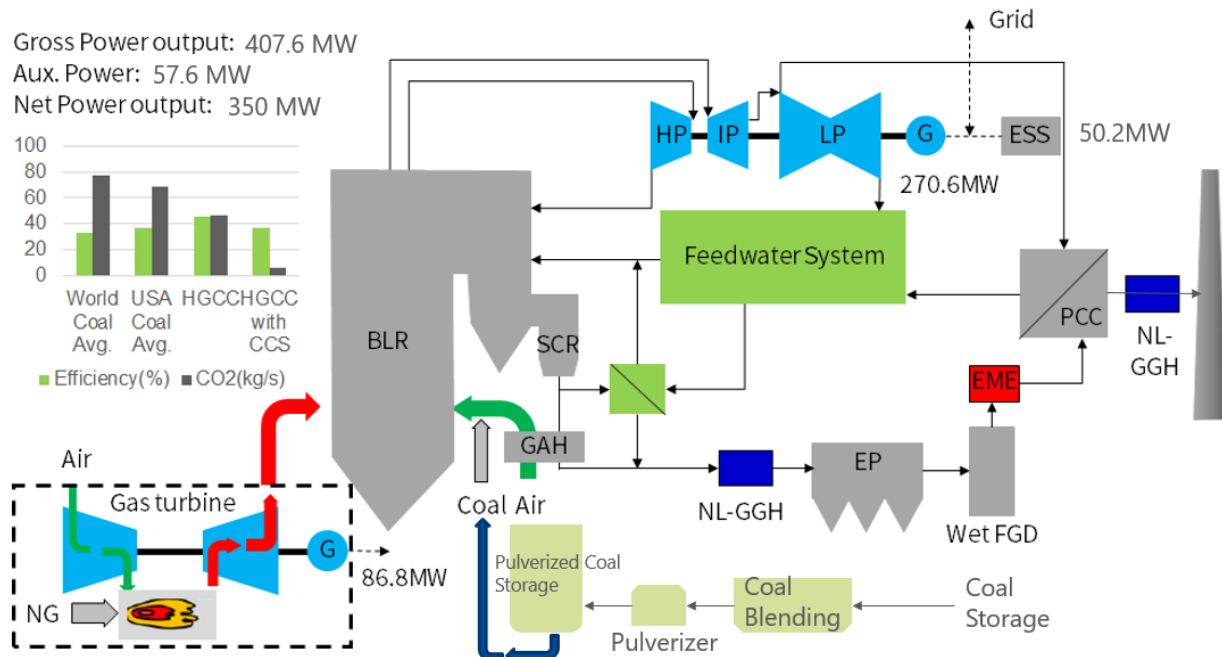 Gross Power output: 407.6 MW
Aux. Power: 57.6 MW
Net Power output: 350 MW
100
80
60
40
20
0
World
Coal
Avg.
USA
Coal
Avg.
HGCC
HGCC
with
CCS
Efficiency(%)
CO2(kg/s)
Grid
HP
IP
LP
G
ESS
50.2MW
270.6MW
Feedwater System
BLR
SCR
PCC
NL-
GGH
EME
GAH
EP
NL-GGH
Wet FGD
Coal Air
Air
Gas turbine
G
86.8MW
NG
Pulverized Coal
Storage
Pulverizer
Coal
Blending
Coal
Storage